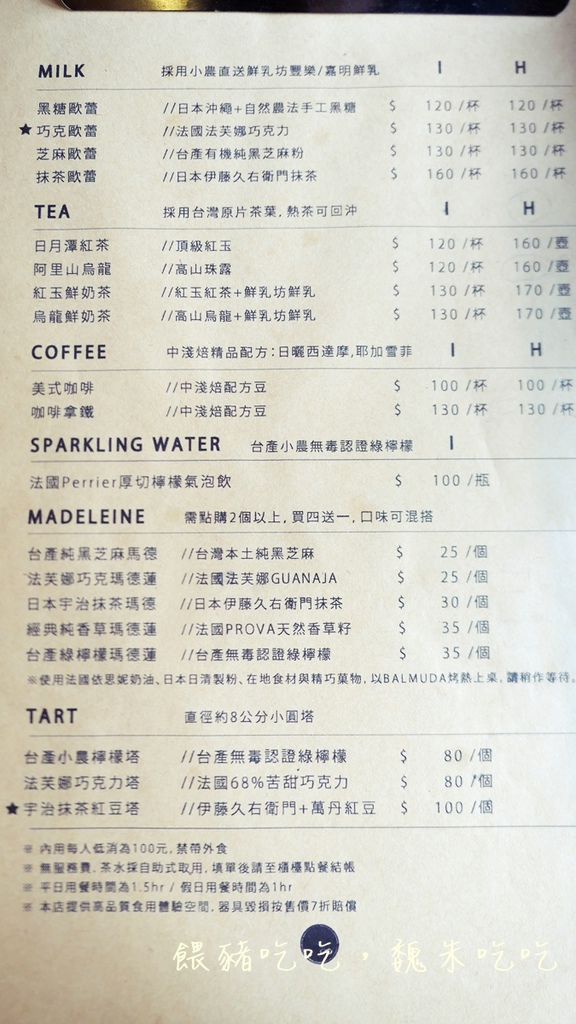 MILK 採用小農直送鮮乳坊豐樂/嘉明鮮乳 I H
黑糖歐蕾 //日本沖繩+自然農法手工黑糖 $ 120 /杯 120 /杯
★巧克歐蕾 //法國法芙娜巧克力 $ 130 /杯 130 /杯
芝麻歐蕾 //台產有機純黑芝麻粉 $ 130 /杯 130 /杯
抹茶歐蕾 //日本伊藤久右衛門抹茶 $ 160 /杯 160 /杯
TEA 採用台灣原片茶葉,熱茶可回沖 I H
日月潭紅茶 //頂級紅玉 $ 120 /杯 160 /壺
阿里山烏龍 //高山珠露 $ 120 /杯 160 /壺
紅玉鮮奶茶 //紅玉紅茶+鮮乳坊鮮乳 $ 130 /杯 170 /壺
烏龍鮮奶茶 //高山烏龍+鮮乳坊鮮乳 $ 130 /杯 170 /壺
COFFEE 中淺焙精品配方:日曬西達摩,耶加雪菲 I H
美式咖啡 //中淺焙配方豆 $ 100 /杯 100 /杯
咖啡拿鐵 //中淺焙配方豆 $ 130 /杯 130 /杯
SPARKLING WATER 台產小農無毒認證綠檸檬 I
法國Perrier厚切檸檬氣泡飲 $ 100 /瓶
MADELEINE 需點購2個以上,買四送一,口味可混搭
台產純黑芝麻馬德 //台灣本土純黑芝麻 $ 25 /個
法芙娜巧克瑪德蓮 //法國法芙娜GUANAJA $ 25 /個
日本宇治抹茶瑪德 //日本伊藤久右衛門抹茶 $ 30 /個
經典純香草瑪德蓮 //法國PROVA天然香草籽 $ 35 /個
台產綠檸檬瑪德蓮 //台產無毒認證綠檸檬 $ 35 /個
※使用法國依思妮奶油、日本日清製粉、在地食材與精巧菓物,以BALMUDA烤熱上桌,請稍作等待。
TART 直徑約8公分小圓塔
台產小農檸檬塔 //台產無毒認證綠檸檬 $ 80 /個
法芙娜巧克力塔 //法國68%苦甜巧克力 $ 80 /個
★宇治抹茶紅豆塔 //伊藤久右衛門+萬丹紅豆 $ 100 /個
※ 內用每人低消為100元,禁帶外食
※ 無服務費,茶水採自助式取用,填單後請至櫃檯點餐結帳
※ 平日用餐時間為1.5hr / 假日用餐時間為1hr
※ 本店提供高品質食用體驗空間,器具毀損按售價7折賠償
餵豬吃吃,魏朱吃吃